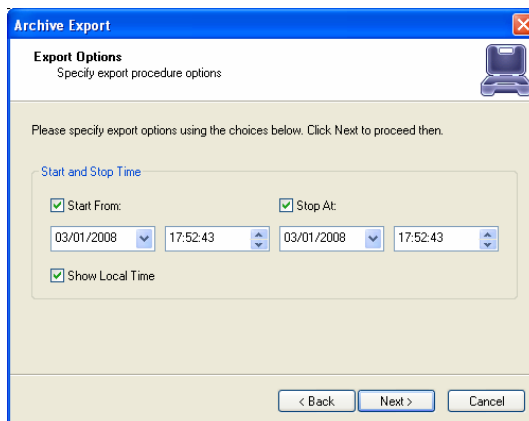 Archive Export
Export Options
Specify export procedure options
Please specify export options using the choices below. Click Next to proceed then.
Start and Stop Time
Start From: Stop At:
03/01/2008 17:52:43 03/01/2008 17:52:43
Show Local Time
< Back Next > Cancel